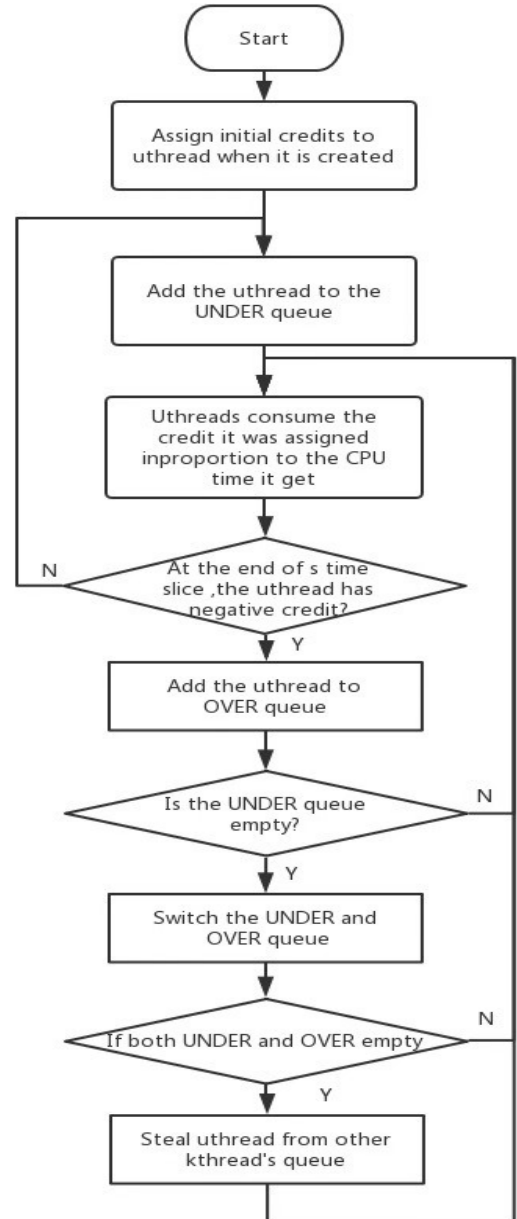 Start
Assign initial credits to
uthread when it is created
Add the uthread to the
UNDER queue
Uthreads consume the
credit it was assigned
inproportion to the CPU
time it get
N
At the end of s time
slice ,the uthread has
negative credit?
Y
Add the uthread to
OVER queue
Is the UNDER queue
empty?
N
Y
Switch the UNDER and
OVER queue
If both UNDER and OVER empty
N
Y
Steal uthread from other
kthread's queue